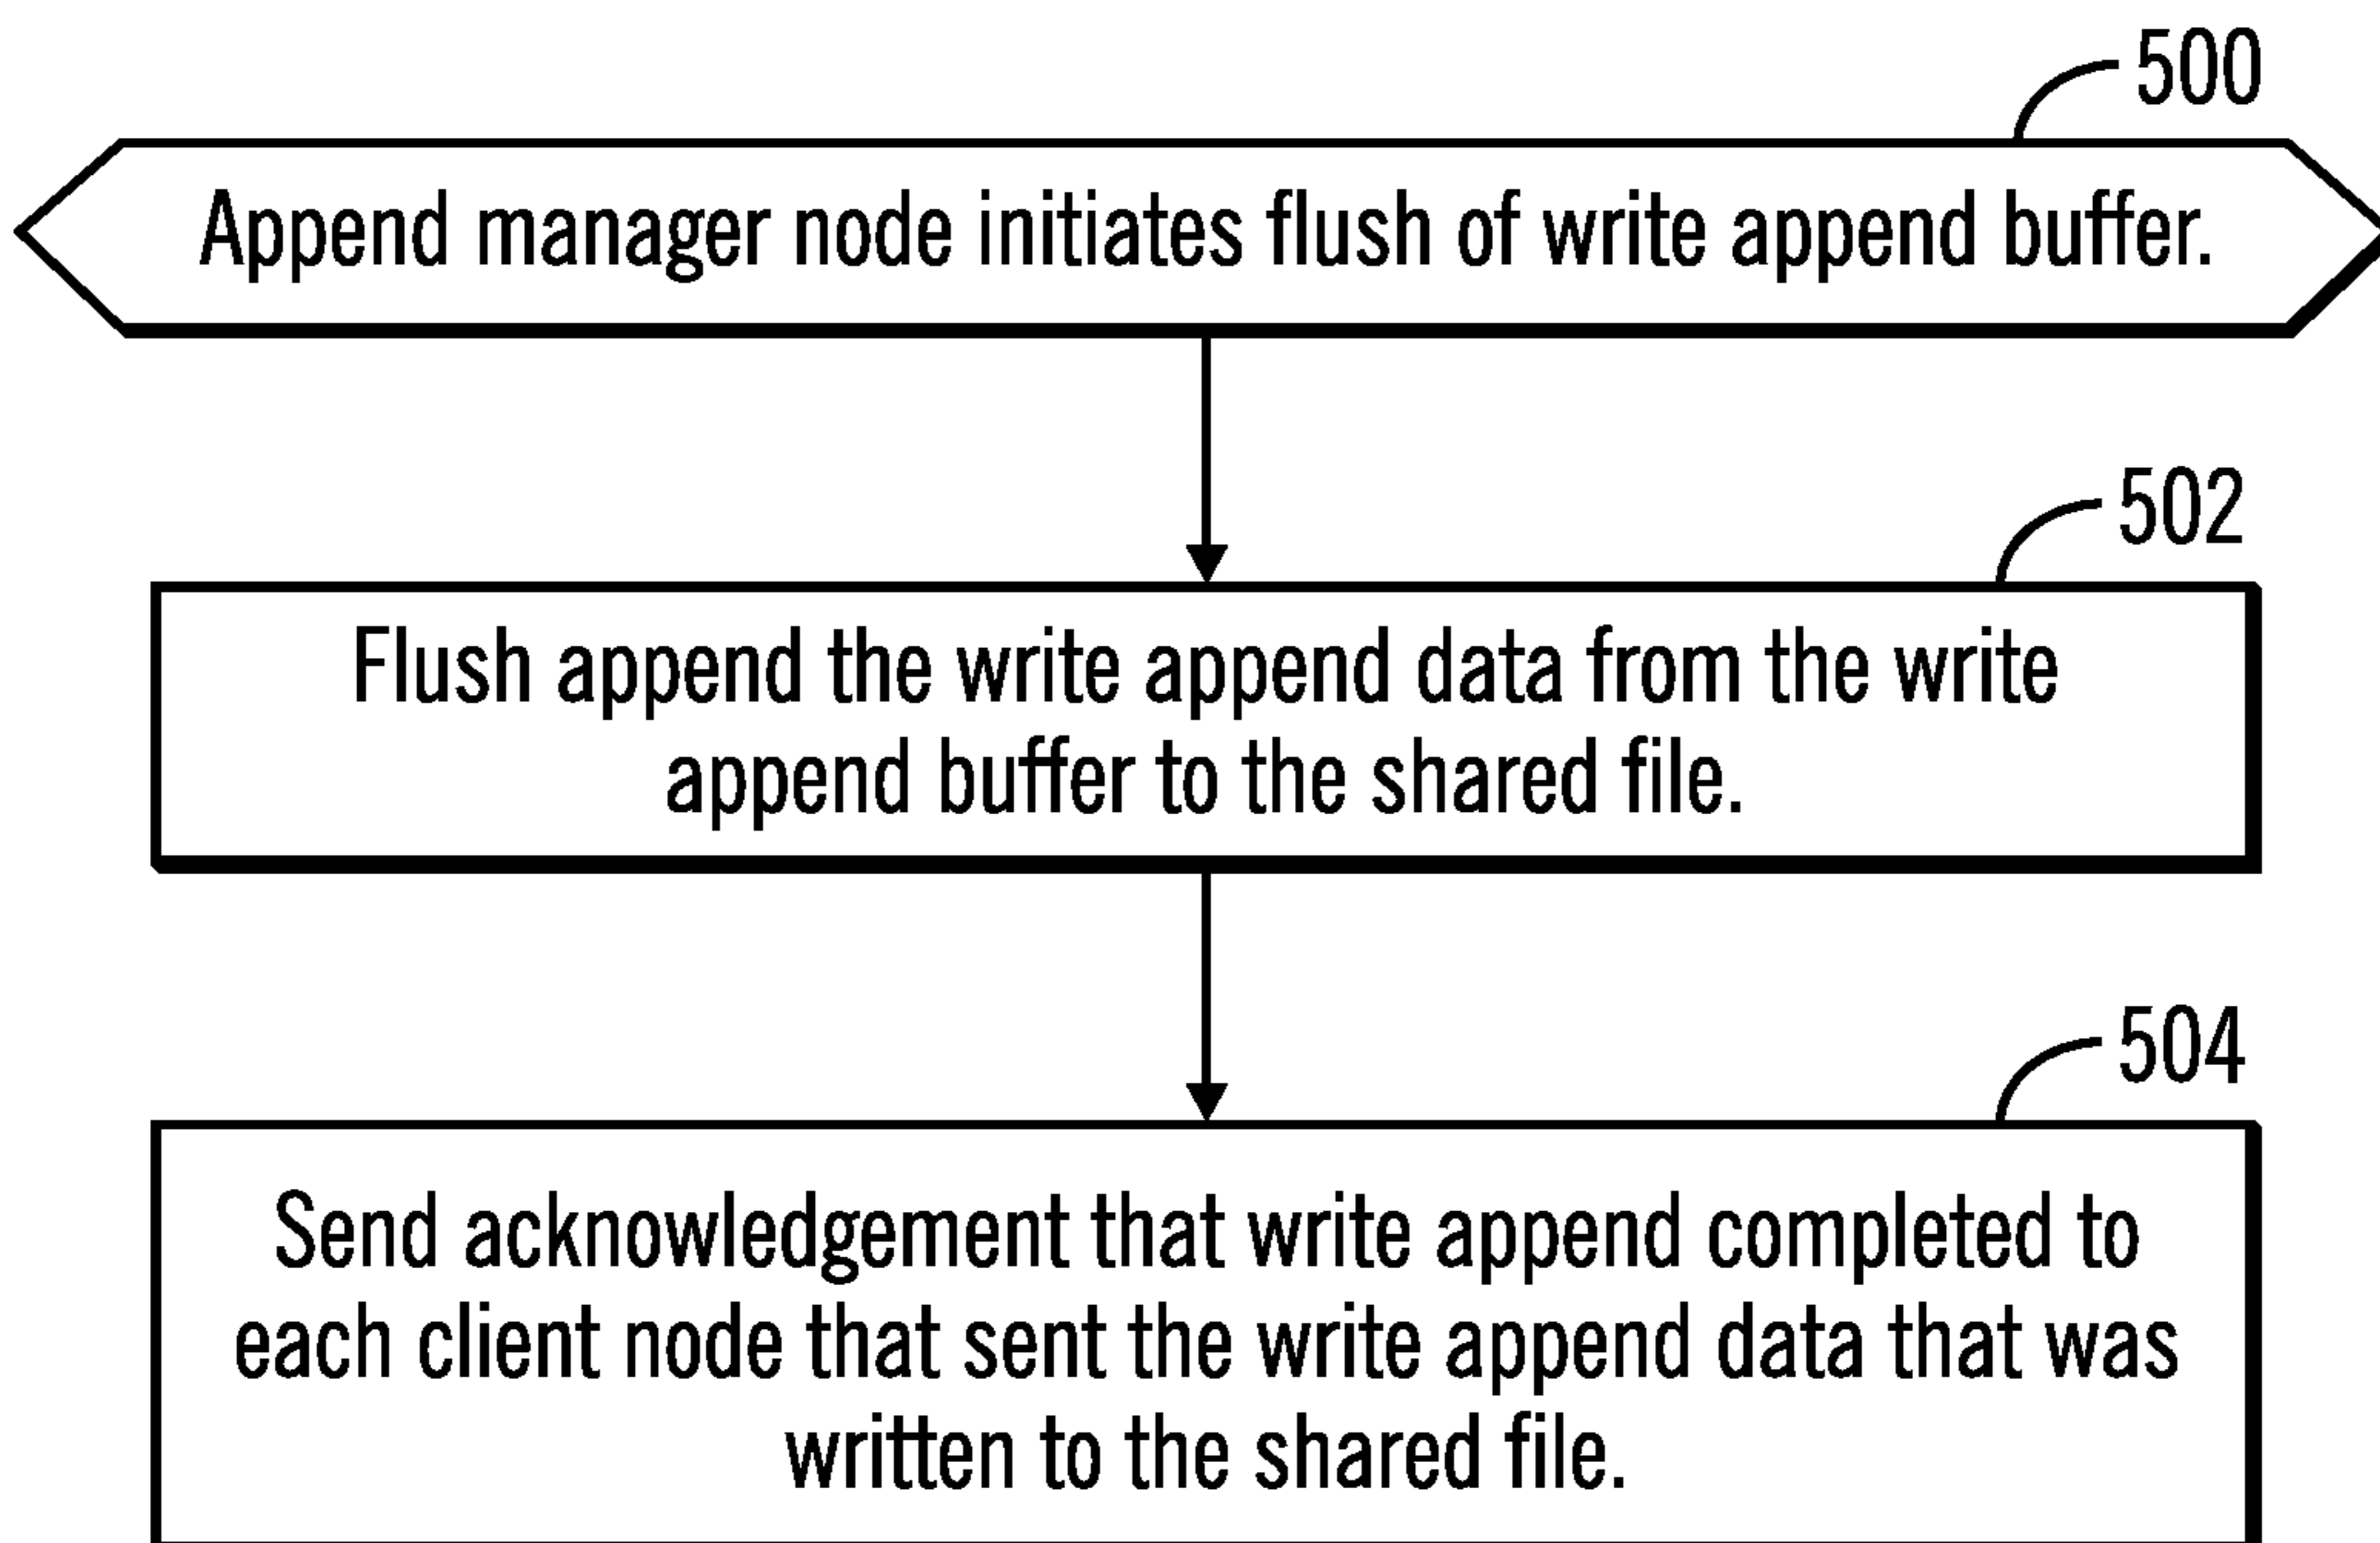 500
Append manager node initiates flush of write append buffer.
502
Flush append the write append data from the write
append buffer to the shared file.
504
Send acknowledgement that write append completed to
each client node that sent the write append data that was
written to the shared file.